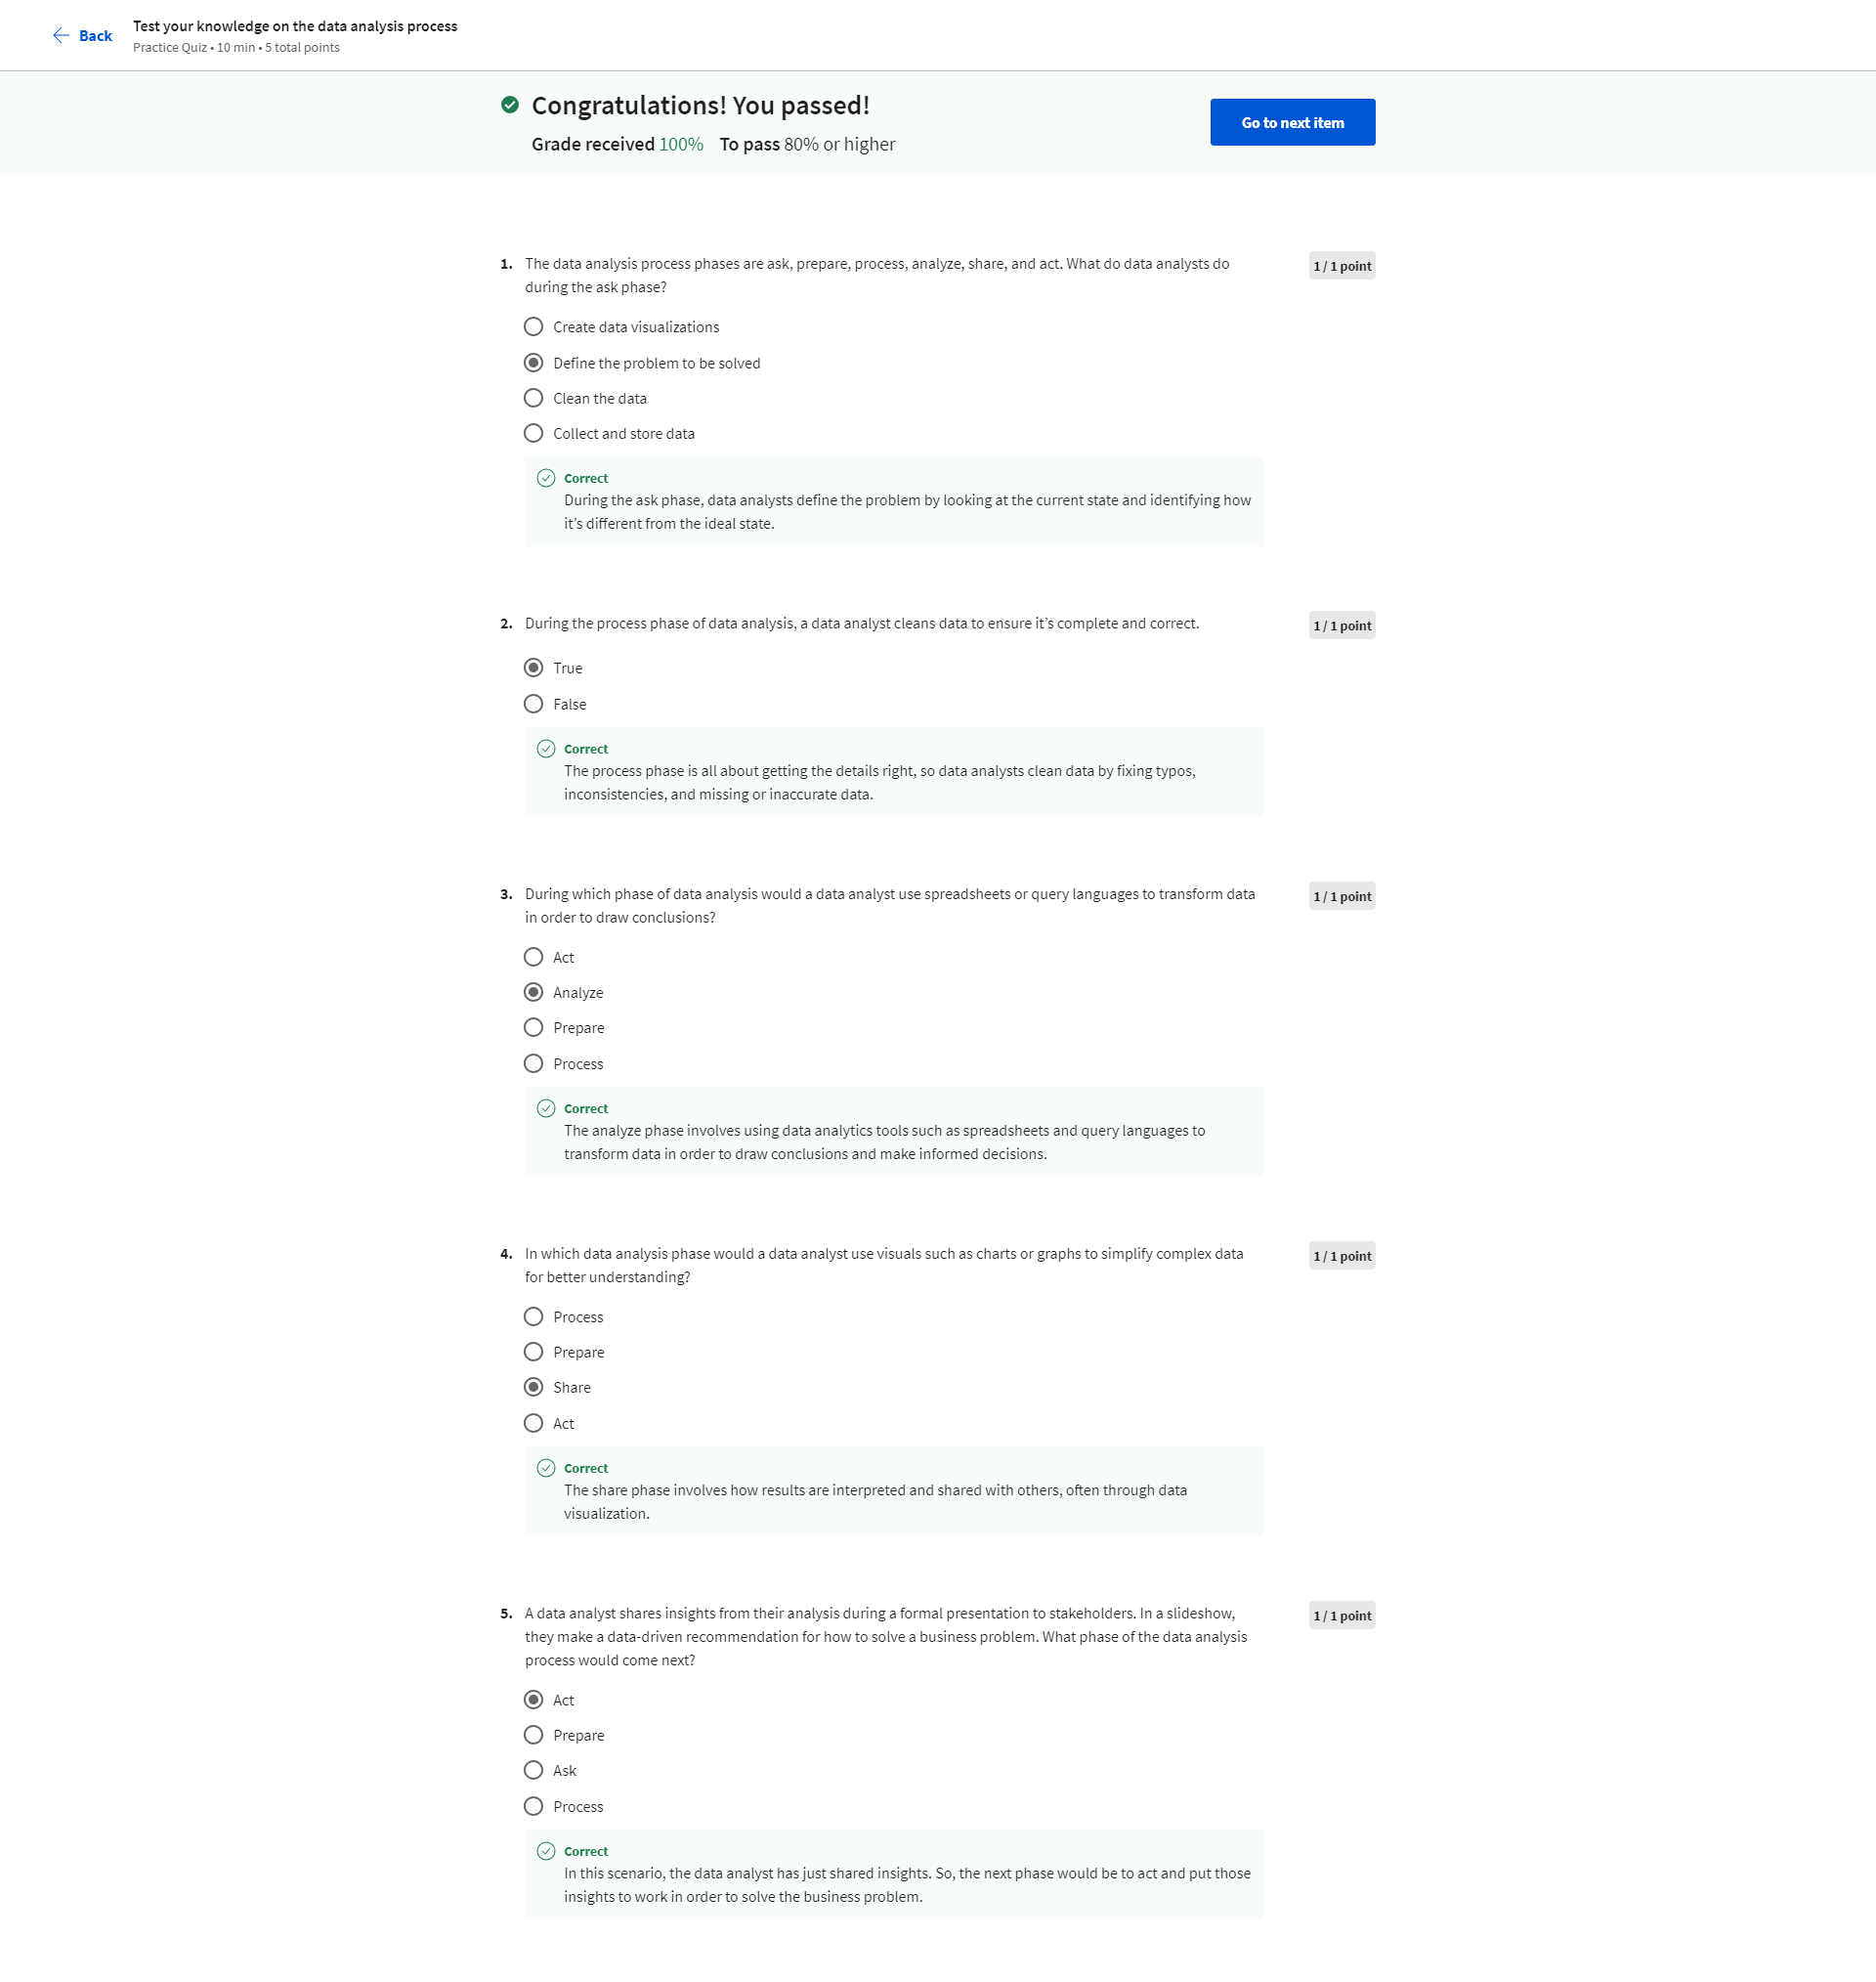 Back
Test your knowledge on the data analysis process
Practice Quiz • 10 min • 5 total points
Congratulations! You passed!
Grade received 100% To pass 80% or higher
Go to next item
1. The data analysis process phases are ask, prepare, process, analyze, share, and act. What do data analysts do
during the ask phase?
1 / 1 point
Create data visualizations
Define the problem to be solved
Clean the data
Collect and store data
Correct
During the ask phase, data analysts define the problem by looking at the current state and identifying how
it’s different from the ideal state.
2. During the process phase of data analysis, a data analyst cleans data to ensure it’s complete and correct.
1 / 1 point
True
False
Correct
The process phase is all about getting the details right, so data analysts clean data by fixing typos,
inconsistencies, and missing or inaccurate data.
3. During which phase of data analysis would a data analyst use spreadsheets or query languages to transform data
in order to draw conclusions?
1 / 1 point
Act
Analyze
Prepare
Process
Correct
The analyze phase involves using data analytics tools such as spreadsheets and query languages to
transform data in order to draw conclusions and make informed decisions.
4. In which data analysis phase would a data analyst use visuals such as charts or graphs to simplify complex data
for better understanding?
1 / 1 point
Process
Prepare
Share
Act
Correct
The share phase involves how results are interpreted and shared with others, often through data
visualization.
5. A data analyst shares insights from their analysis during a formal presentation to stakeholders. In a slideshow,
they make a data-driven recommendation for how to solve a business problem. What phase of the data analysis
process would come next?
1 / 1 point
Act
Prepare
Ask
Process
Correct
In this scenario, the data analyst has just shared insights. So, the next phase would be to act and put those
insights to work in order to solve the business problem.